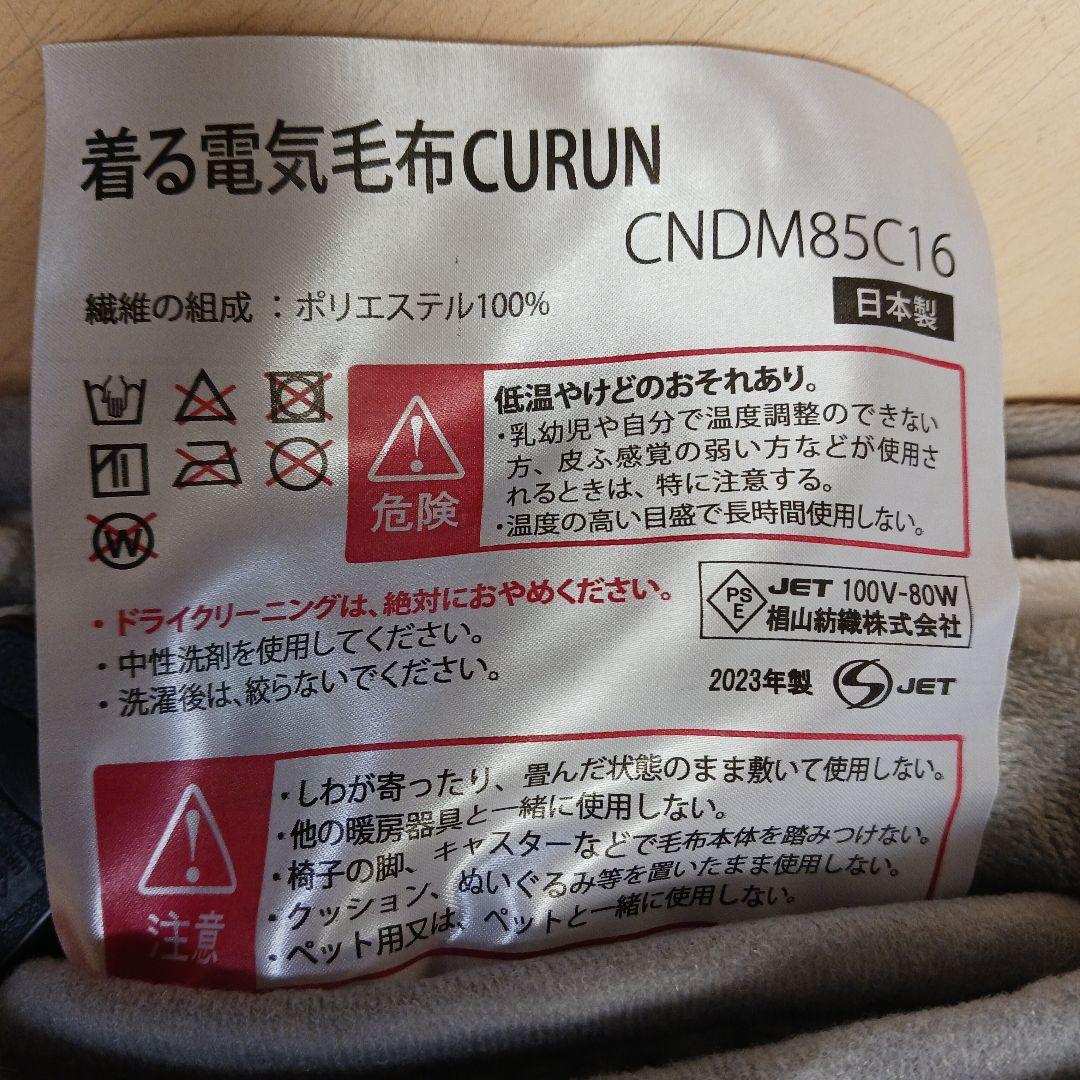 着る電気毛布CURUN
CNDM85C16
日本製
繊維の組成 : ポリエステル100%
W
危険
低温やけどのおそれあり。
・乳幼児や自分で温度調整のできない
方、皮ふ感覚の弱い方などが使用さ
れるときは、特に注意する。
・温度の高い目盛で長時間使用しない。
・ドライクリーニングは、絶対におやめください。
・中性洗剤を使用してください。
・洗濯後は、絞らないでください。
PS
E
JET 100V-80W
椙山紡織株式会社
2023年製
JET
注意
・しわが寄ったり、畳んだ状態のまま敷いて使用しない。
・他の暖房器具と一緒に使用しない。
・椅子の脚、キャスターなどで毛布本体を踏みつけない。
・クッション、ぬいぐるみ等を置いたまま使用しない。
・ペット用又は、ペットと一緒に使用しない。